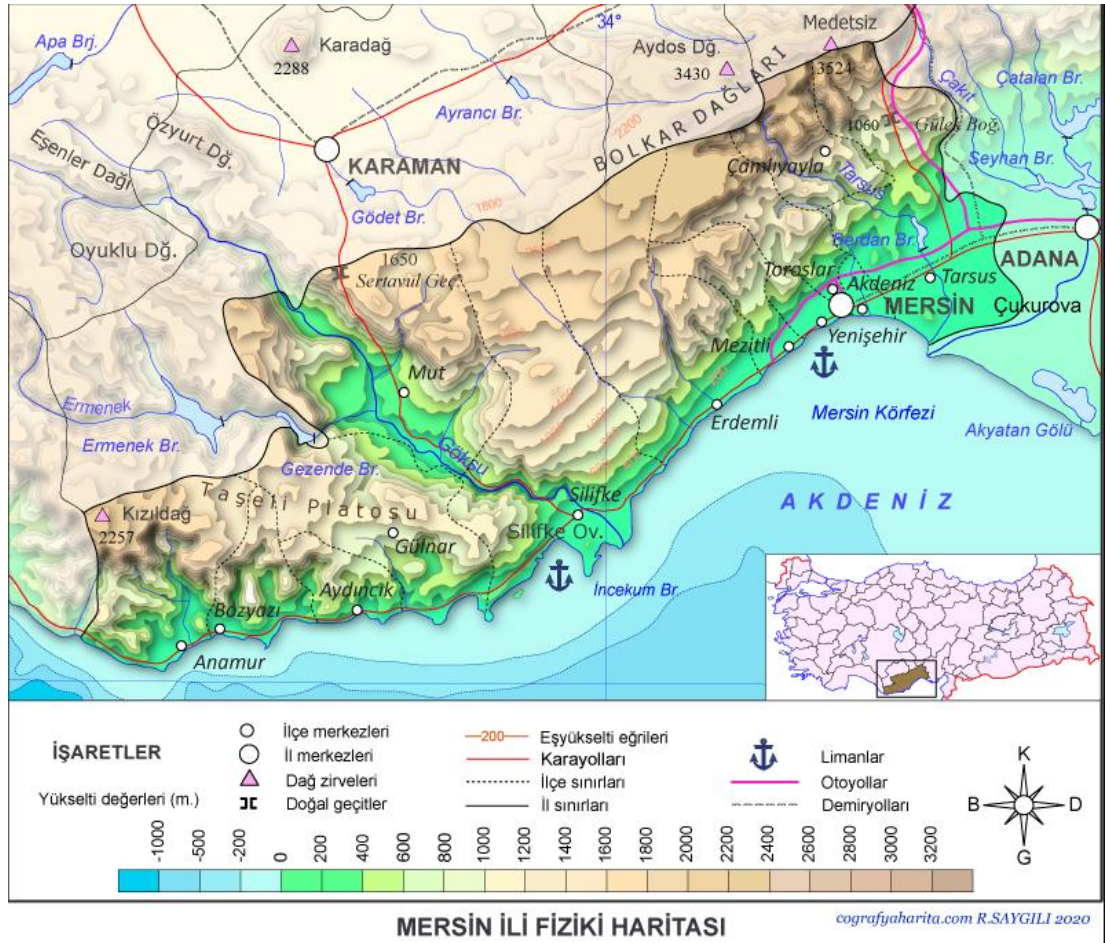 Apa Brj.
Karadağ
2288
34°
Medetsiz
3524
Aydos Dğ.
3430
BOLKAR DAĞLARI
Çakıt
Çatalan Br.
Ayrancı Br.
2200
Özyurt Dğ.
Eşenler Dağı
KARAMAN
1060
Gülek Boğ.
Çamlıyayla
Tarsus
Seyhan Br.
Gödet Br.
1800
Oyuklu Dğ.
1650
Sertavul Geç.
Berdan Br.
ADANA
Toroslar
Akdeniz
Tarsus
MERSİN
Çukurova
Yenişehir
Mezitli
Mut
Erdemli
Mersin Körfezi
Akyatan Gölü
Ermenek
Ermenek Br.
Göksu
Gezende Br.
Taşeli Platosu
Kızıldağ
2257
Silifke
Silifke Ov.
AKDENİZ
Gülnar
İncekum Br
Aydıncık
Bozyazı
Anamur
İŞARETLER
İlçe merkezleri
İl merkezleri
Dağ zirveleri
Doğal geçitler
200
Eşyükselti eğrileri
Karayolları
İlçe sınırları
İl sınırları
Limanlar
Otoyollar
Demiryolları
K
B
D
G
Yükselti değerleri (m.)
-1000
-500
-200
0
200
400
600
800
1000
1200
1400
1600
1800
2000
2200
2400
2600
2800
3000
3200
MERSİN İLİ FİZİKİ HARİTASI
cografyaharita.com R.SAYGILI 2020